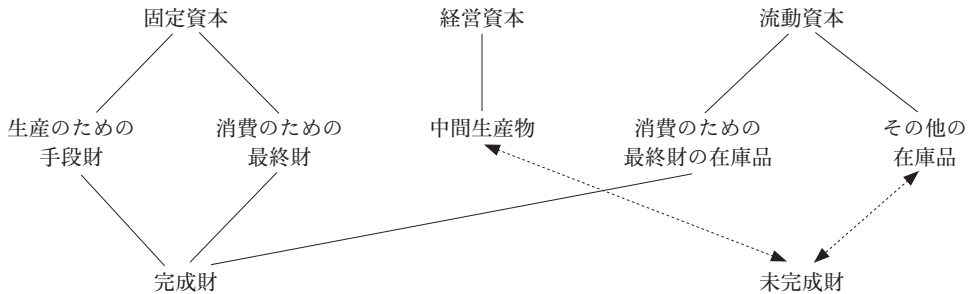 固定資本
経営資本
流動資本
生産のための
手段財
消費のための
最終財
中間生産物
消費のための
最終財の在庫品
その他の
在庫品
完成財
未完成財